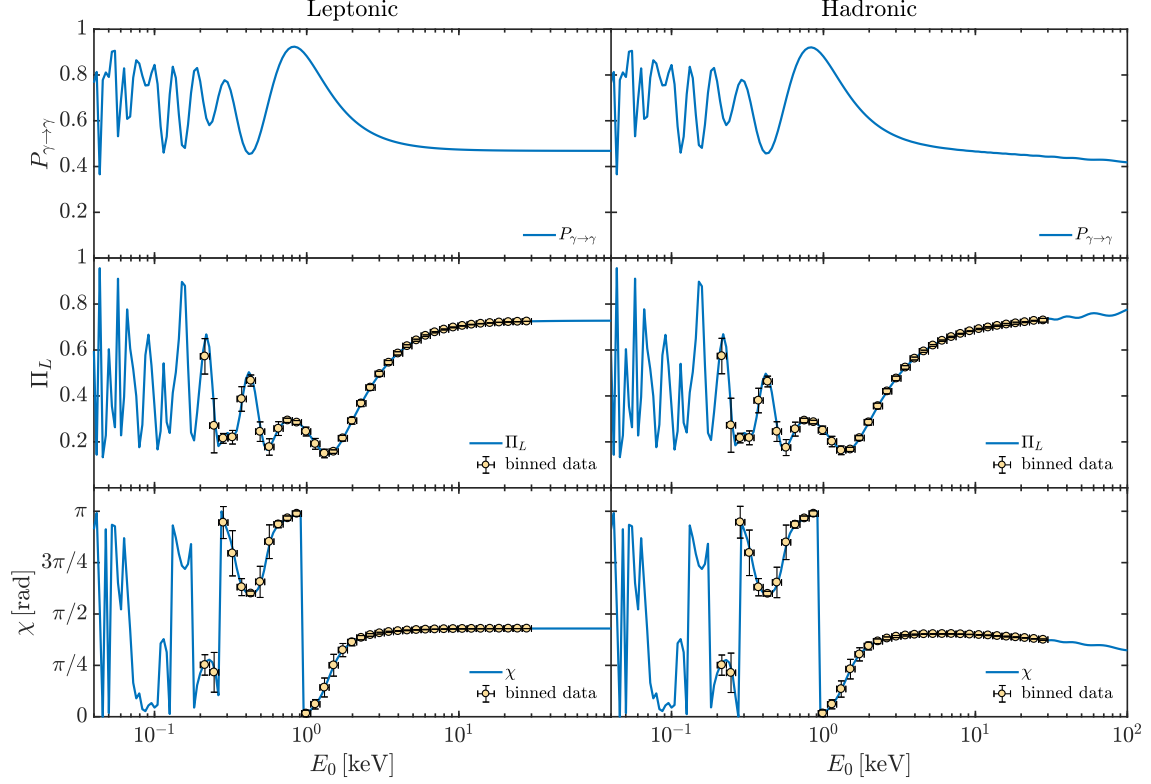 Leptonic Hadronic
1
0.8
0.6
0.4
0.2
P_{γ→γ}
P_{γ→γ} P_{γ→γ}
1
0.8
0.6
0.4
0.2
Π_L
Π_L Π_L
binned data binned data
π
3π/4
π/2
π/4
0
χ [rad]
χ χ
binned data binned data
10^{-1} 10^{0} 10^{1} 10^{-1} 10^{0} 10^{1} 10^{2}
E_0 [keV] E_0 [keV]